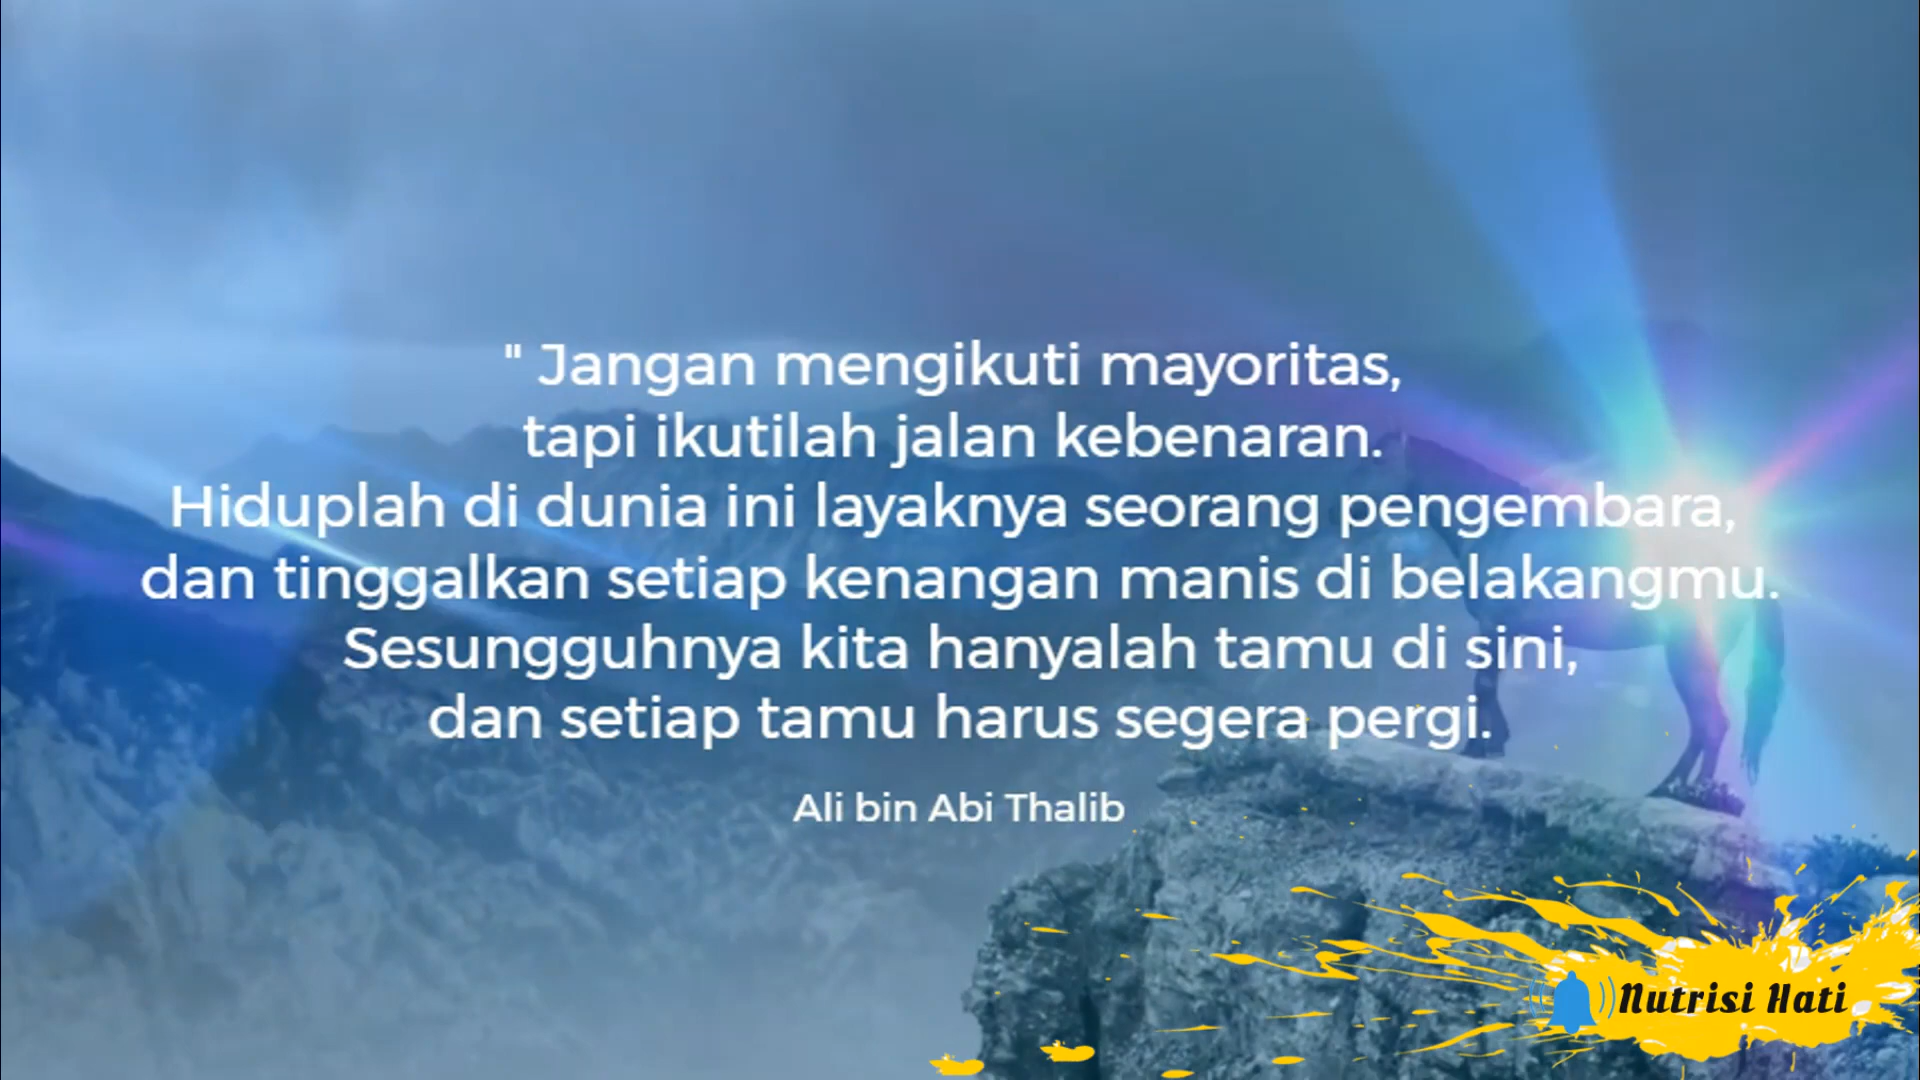 " Jangan mengikuti mayoritas,
tapi ikutilah jalan kebenaran.
Hiduplah di dunia ini layaknya seorang pengembara,
dan tinggalkan setiap kenangan manis di belakangmu.
Sesungguhnya kita hanyalah tamu di sini,
dan setiap tamu harus segera pergi.
Ali bin Abi Thalib
Nutrisi Hati